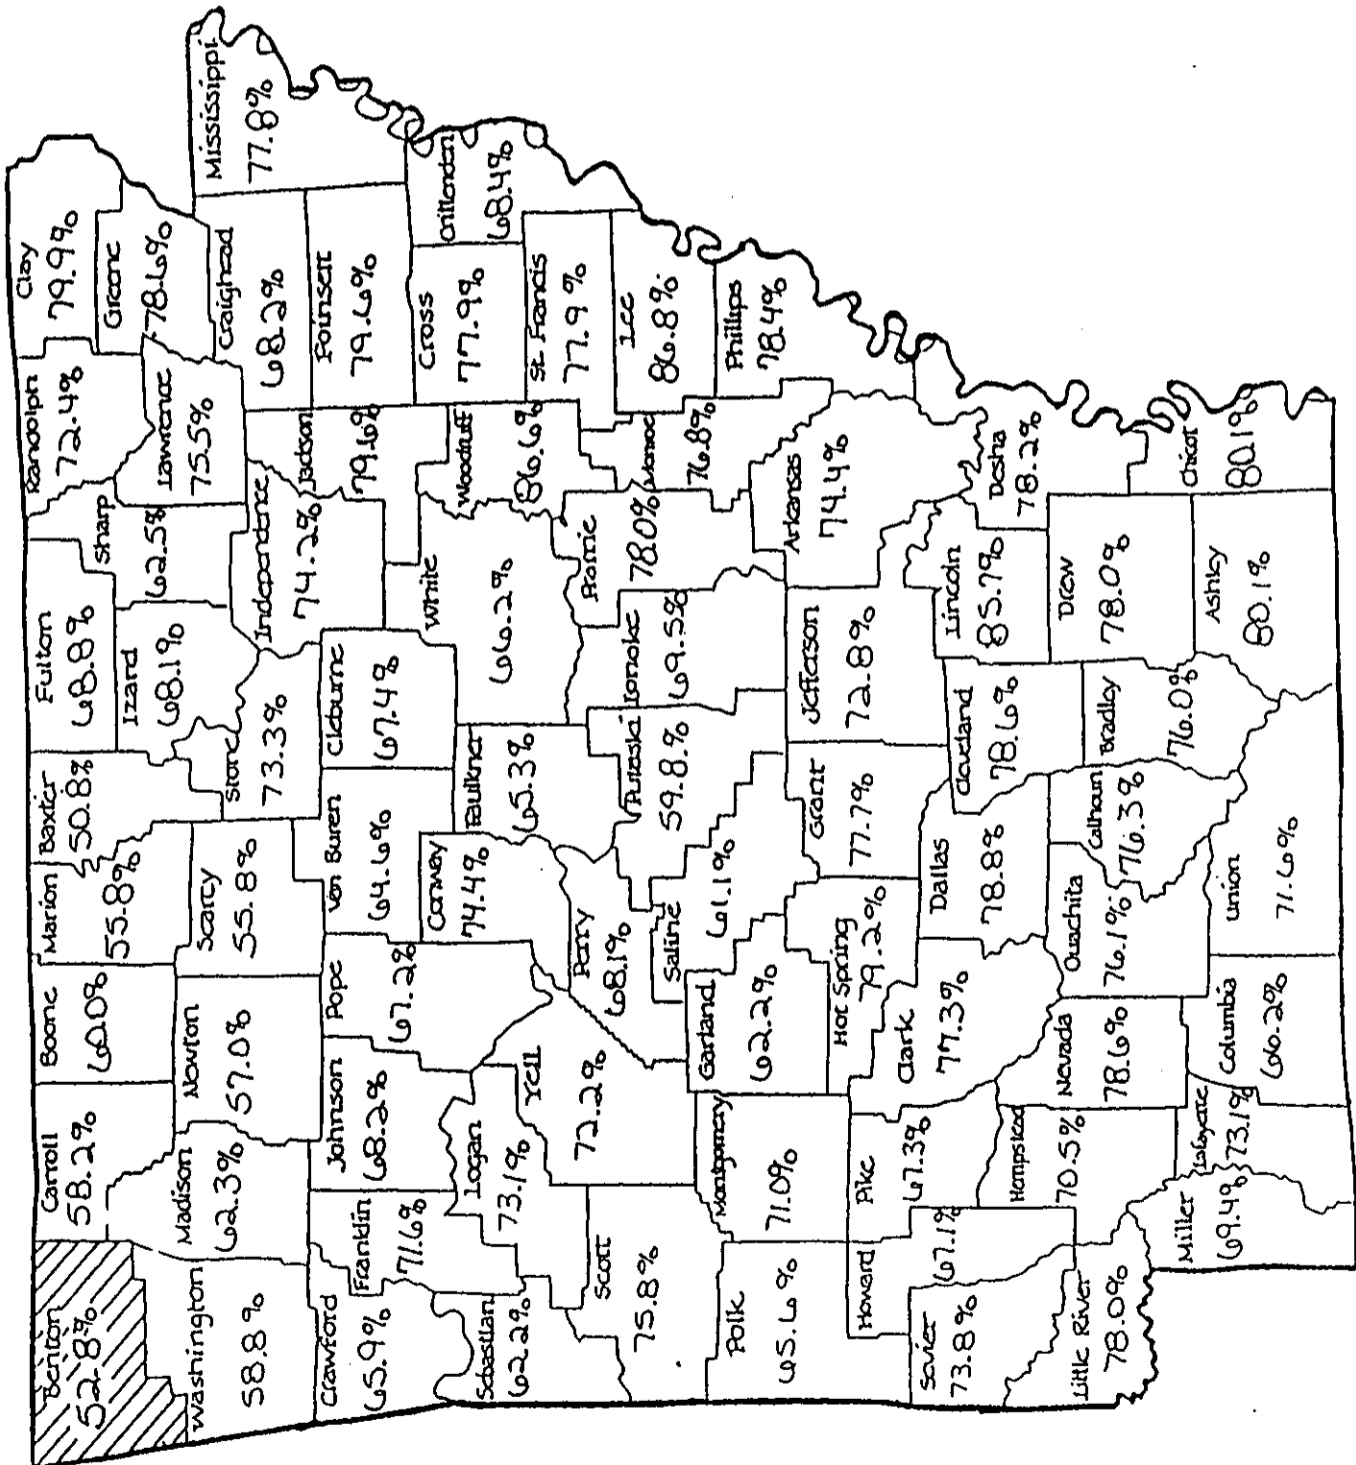 Benton
52.8%
Carroll
58.2%
Boone
60.0%
Marion
55.8%
Baxter
50.8%
Fulton
68.8%
Randolph
72.4%
Clay
79.9%
Greene
78.6%
Sharp
62.5%
Izard
68.1%
Lawrence
75.5%
Mississippi
77.8%
Craighead
68.2%
Washington
58.8%
Madison
62.3%
Newton
57.0%
Searcy
55.8%
Stone
73.3%
Independence
74.2%
Jackson
79.6%
Poinsett
79.6%
Crawford
65.9%
Franklin
71.6%
Johnson
68.2%
Pope
67.2%
Van Buren
64.6%
Cleburne
67.4%
White
66.2%
Woodruff
86.6%
Cross
77.9%
Crittenden
68.4%
Sebastian
62.2%
Logan
73.1%
Conway
74.4%
Faulkner
65.3%
St. Francis
77.9%
Scott
75.8%
Yell
72.2%
Perry
68.1%
Pulaski
59.8%
Lonoke
69.5%
Prairie
78.0%
Monroe
76.8%
Lee
86.8%
Phillips
78.4%
Polk
65.6%
Montgomery
71.0%
Garland
62.2%
Saline
61.1%
Grant
77.7%
Jefferson
72.8%
Arkansas
74.4%
Howard
67.1%
Pike
67.3%
Hot Spring
79.2%
Clark
77.3%
Dallas
78.8%
Cleveland
78.6%
Lincoln
85.7%
Desha
78.2%
Sevier
73.8%
Little River
78.0%
Hempstead
70.5%
Nevada
78.6%
Ouachita
76.1%
Calhoun
76.3%
Bradley
76.0%
Drew
78.0%
Chicot
80.1%
Miller
69.4%
Lafayette
73.1%
Columbia
66.2%
Union
71.6%
Ashley
80.1%